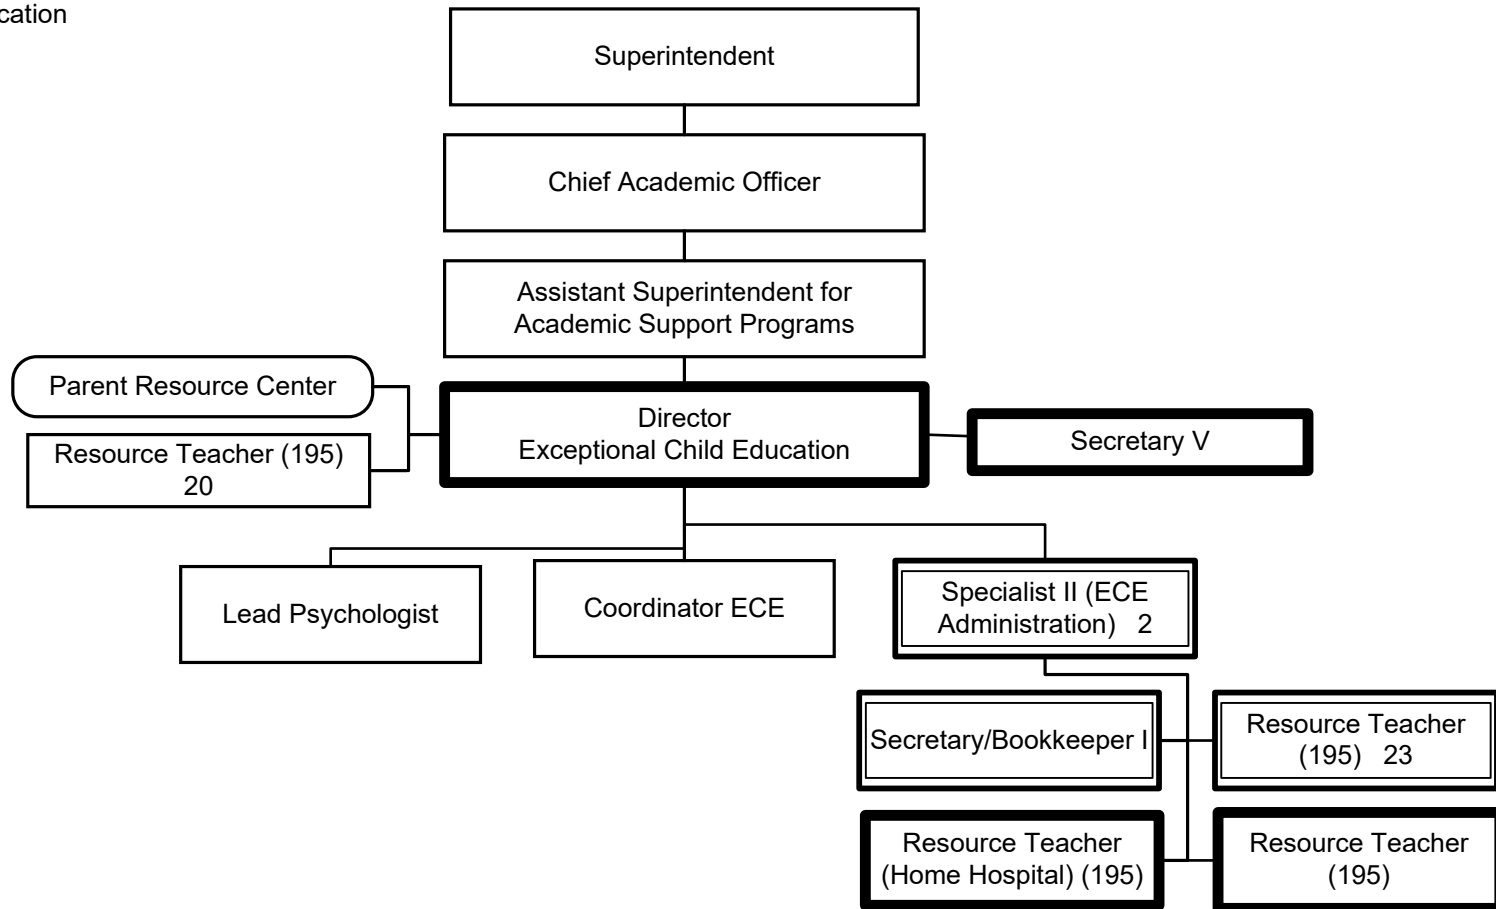 cation
Superintendent
Chief Academic Officer
Assistant Superintendent for
Academic Support Programs
Parent Resource Center
Resource Teacher (195)
20
Director
Exceptional Child Education
Secretary V
Lead Psychologist
Coordinator ECE
Specialist II (ECE
Administration) 2
Secretary/Bookkeeper I
Resource Teacher
(195) 23
Resource Teacher
(Home Hospital) (195)
Resource Teacher
(195)